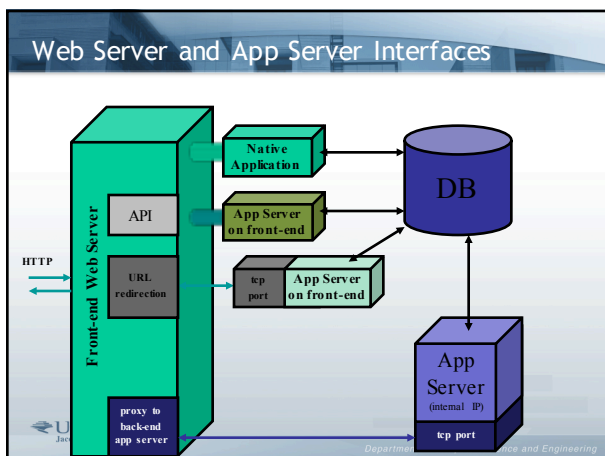 Web Server and App Server Interfaces
Native
Application
DB
API
App Server
on front-end
HTTP
Front-end Web Server
URL
redirection
tcp
port
App Server
on front-end
App
Server
(internal IP)
proxy to
back-end
app server
tcp port
and Engineering